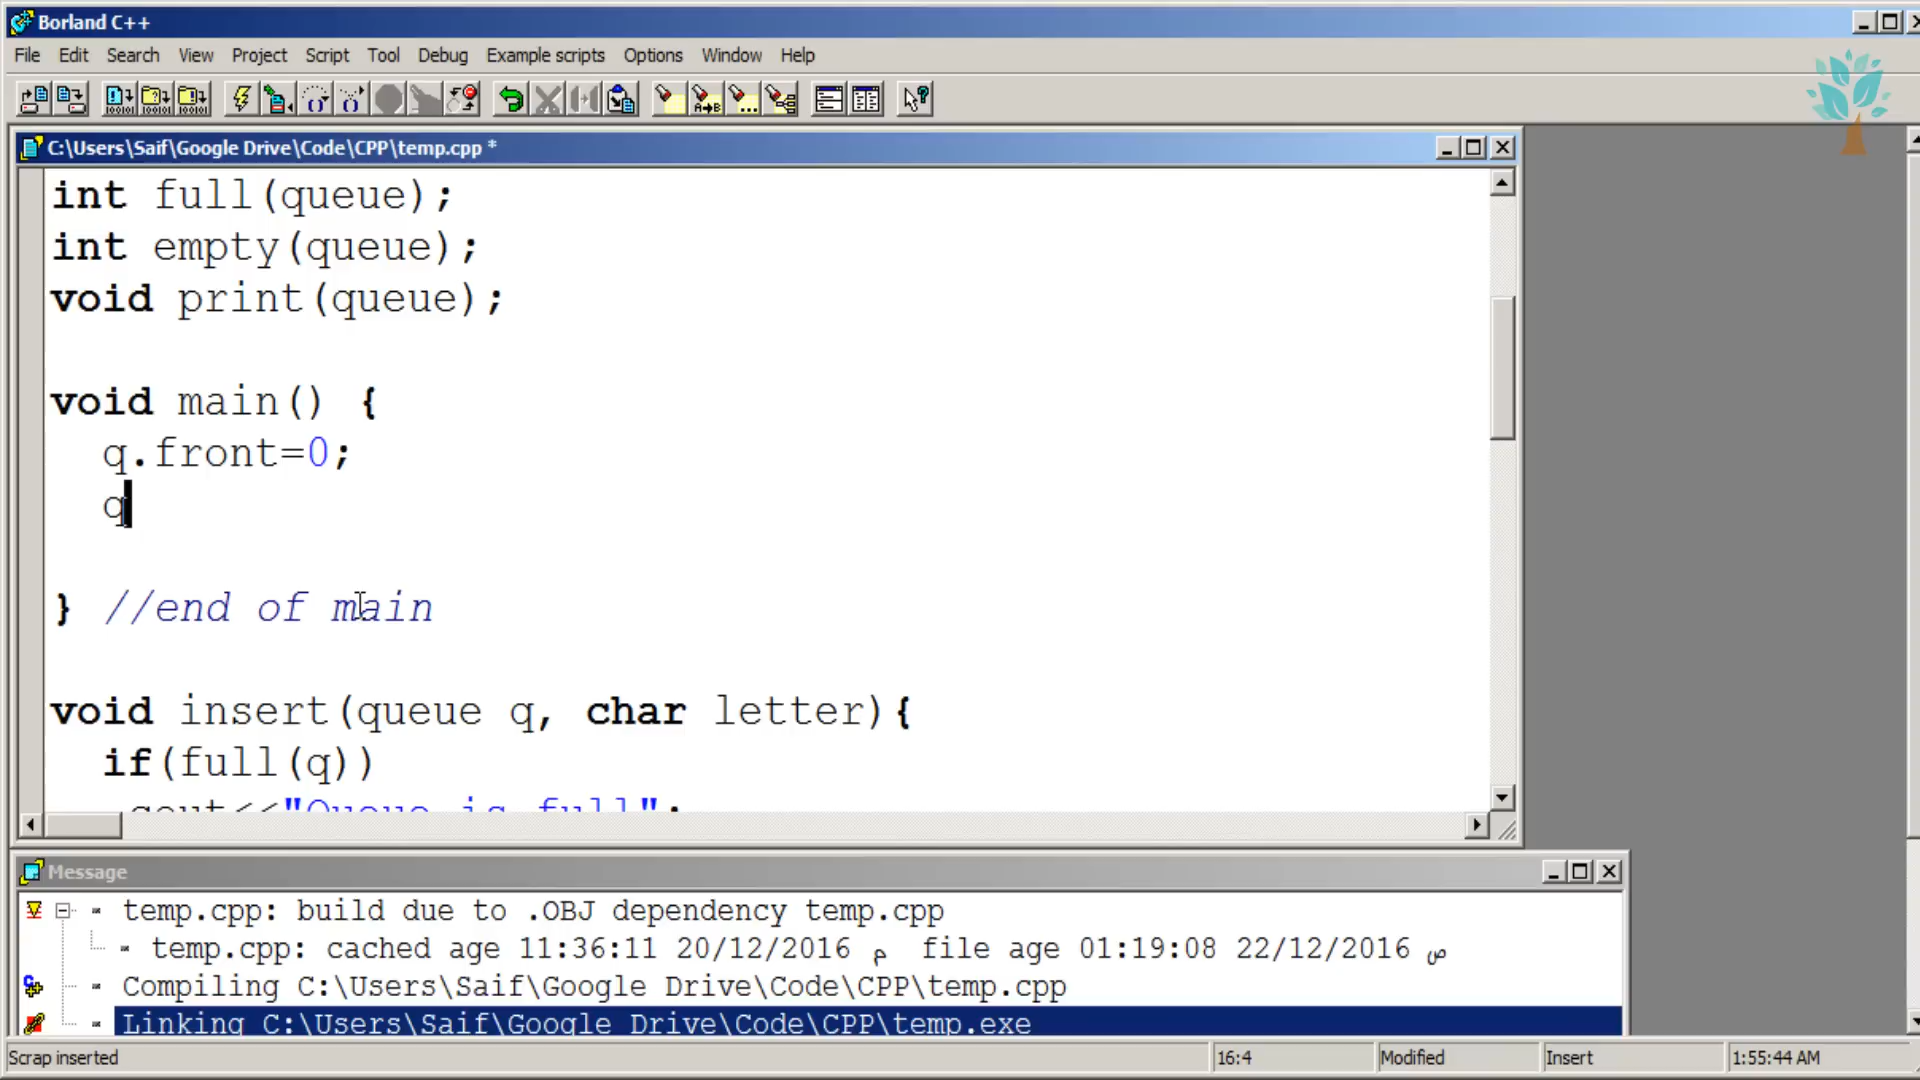 Borland C++
File Edit Search View Project Script Tool Debug Example scripts Options Window Help
C:\Users\Saif\Google Drive\Code\CPP\temp.cpp *
int full(queue);
int empty(queue);
void print(queue);
void main() {
q.front=0;
q
} //end of main
void insert(queue q, char letter){
if(full(q))
cout<<"Queue is full";
Message
temp.cpp: build due to .OBJ dependency temp.cpp
temp.cpp: cached age 11:36:11 20/12/2016 م file age 01:19:08 22/12/2016 ص
Compiling C:\Users\Saif\Google Drive\Code\CPP\temp.cpp
Linking C:\Users\Saif\Google Drive\Code\CPP\temp.exe
Scrap inserted 16:4 Modified Insert 1:55:44 AM